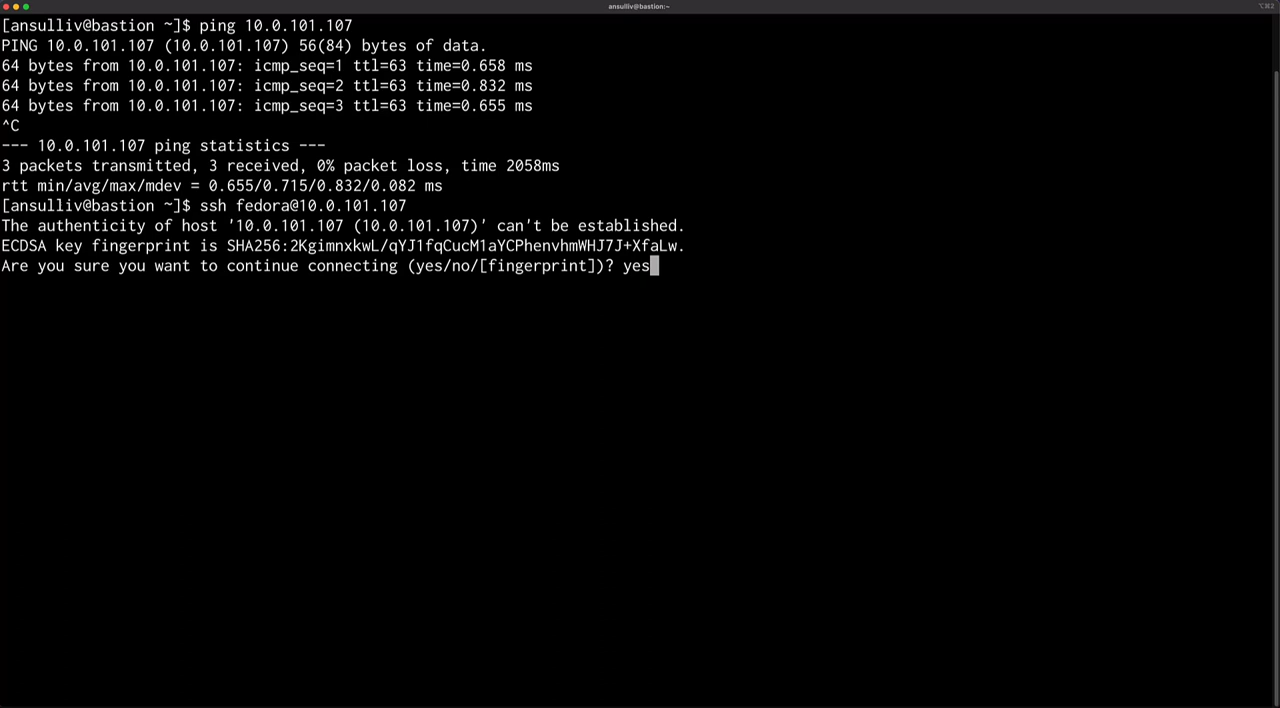 ansulliv@bastion:~
⌥⌘2
[ansulliv@bastion ~]$ ping 10.0.101.107
PING 10.0.101.107 (10.0.101.107) 56(84) bytes of data.
64 bytes from 10.0.101.107: icmp_seq=1 ttl=63 time=0.658 ms
64 bytes from 10.0.101.107: icmp_seq=2 ttl=63 time=0.832 ms
64 bytes from 10.0.101.107: icmp_seq=3 ttl=63 time=0.655 ms
^C
--- 10.0.101.107 ping statistics ---
3 packets transmitted, 3 received, 0% packet loss, time 2058ms
rtt min/avg/max/mdev = 0.655/0.715/0.832/0.082 ms
[ansulliv@bastion ~]$ ssh fedora@10.0.101.107
The authenticity of host '10.0.101.107 (10.0.101.107)' can't be established.
ECDSA key fingerprint is SHA256:2KgimnxkwL/qYJ1fqCucM1aYCPhenvhmWHJ7J+XfaLw.
Are you sure you want to continue connecting (yes/no/[fingerprint])? yes